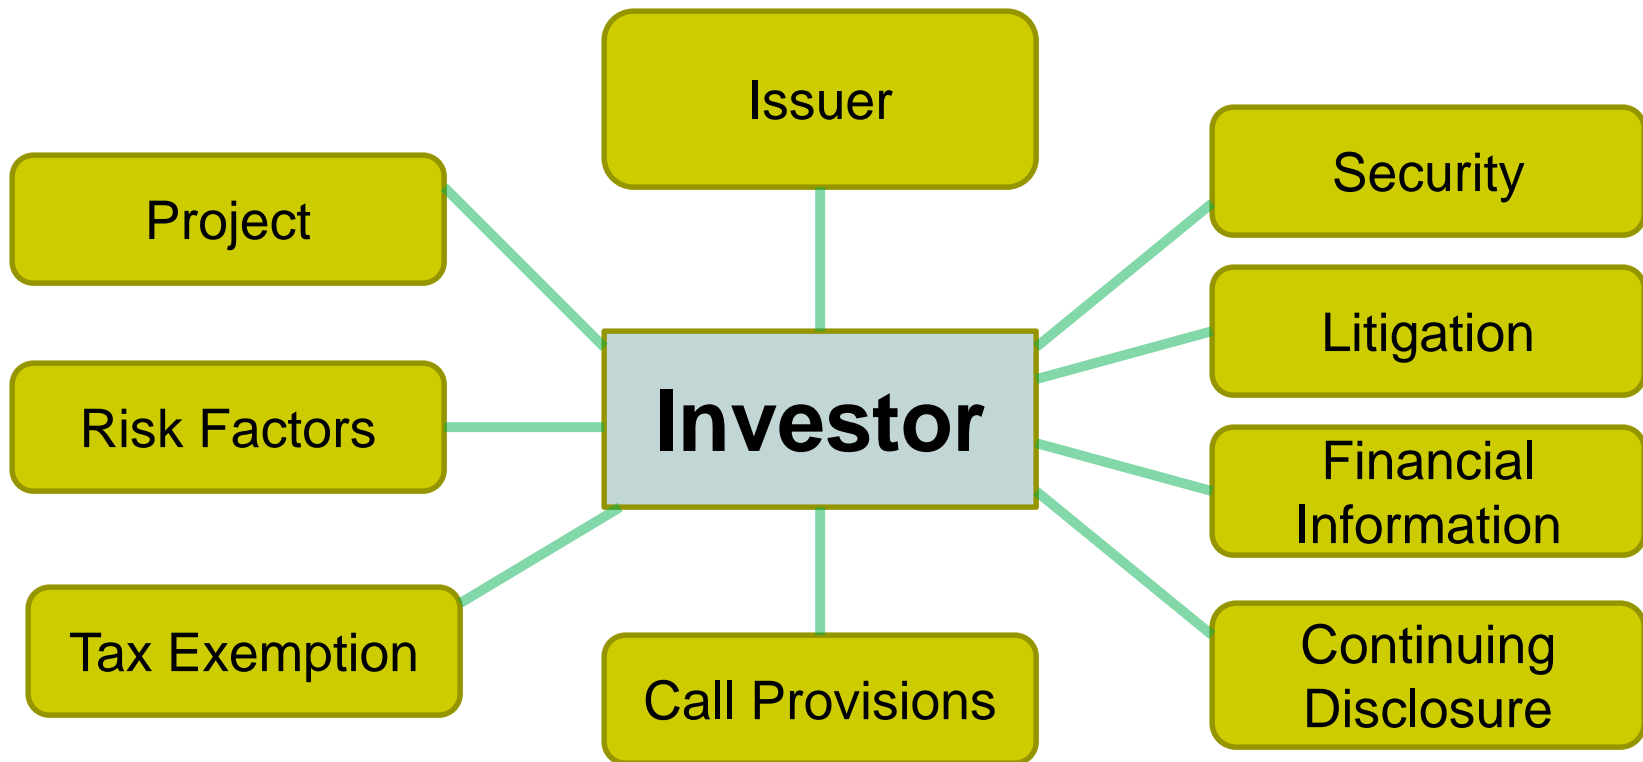 Issuer
Security
Project
Litigation
Investor
Risk Factors
Financial
Information
Tax Exemption
Continuing
Disclosure
Call Provisions